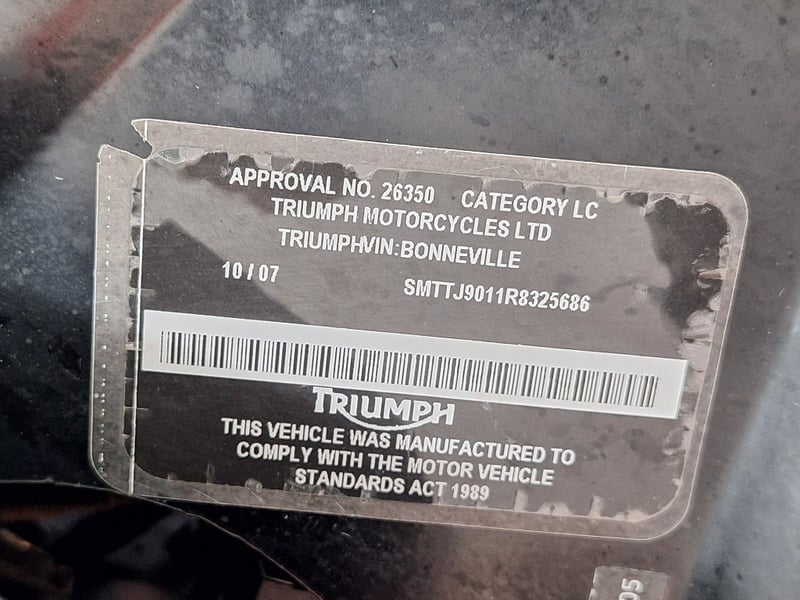 APPROVAL NO. 26350 CATEGORY LC
TRIUMPH MOTORCYCLES LTD
TRIUMPHVIN:BONNEVILLE
10/07 SMTTJ9011R8325686
TRIUMPH
THIS VEHICLE WAS MANUFACTURED TO
COMPLY WITH THE MOTOR VEHICLE
STANDARDS ACT 1989
05